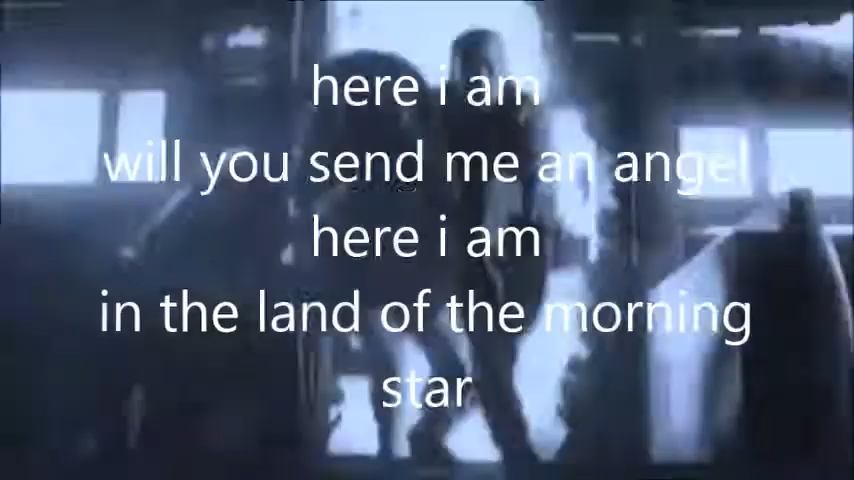 here i am
will you send me an angel
here i am
in the land of the morning
star